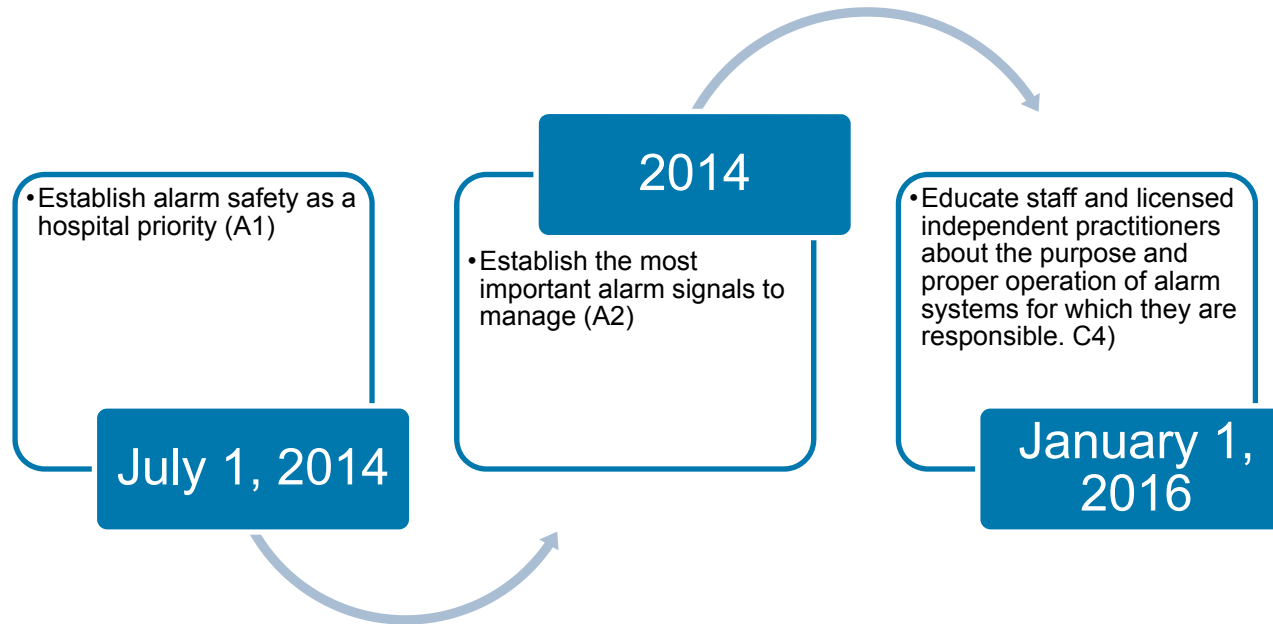 •Establish alarm safety as a
hospital priority (A1)
July 1, 2014
2014
•Establish the most
important alarm signals to
manage (A2)
•Educate staff and licensed
independent practitioners
about the purpose and
proper operation of alarm
systems for which they are
responsible. C4)
January 1,
2016